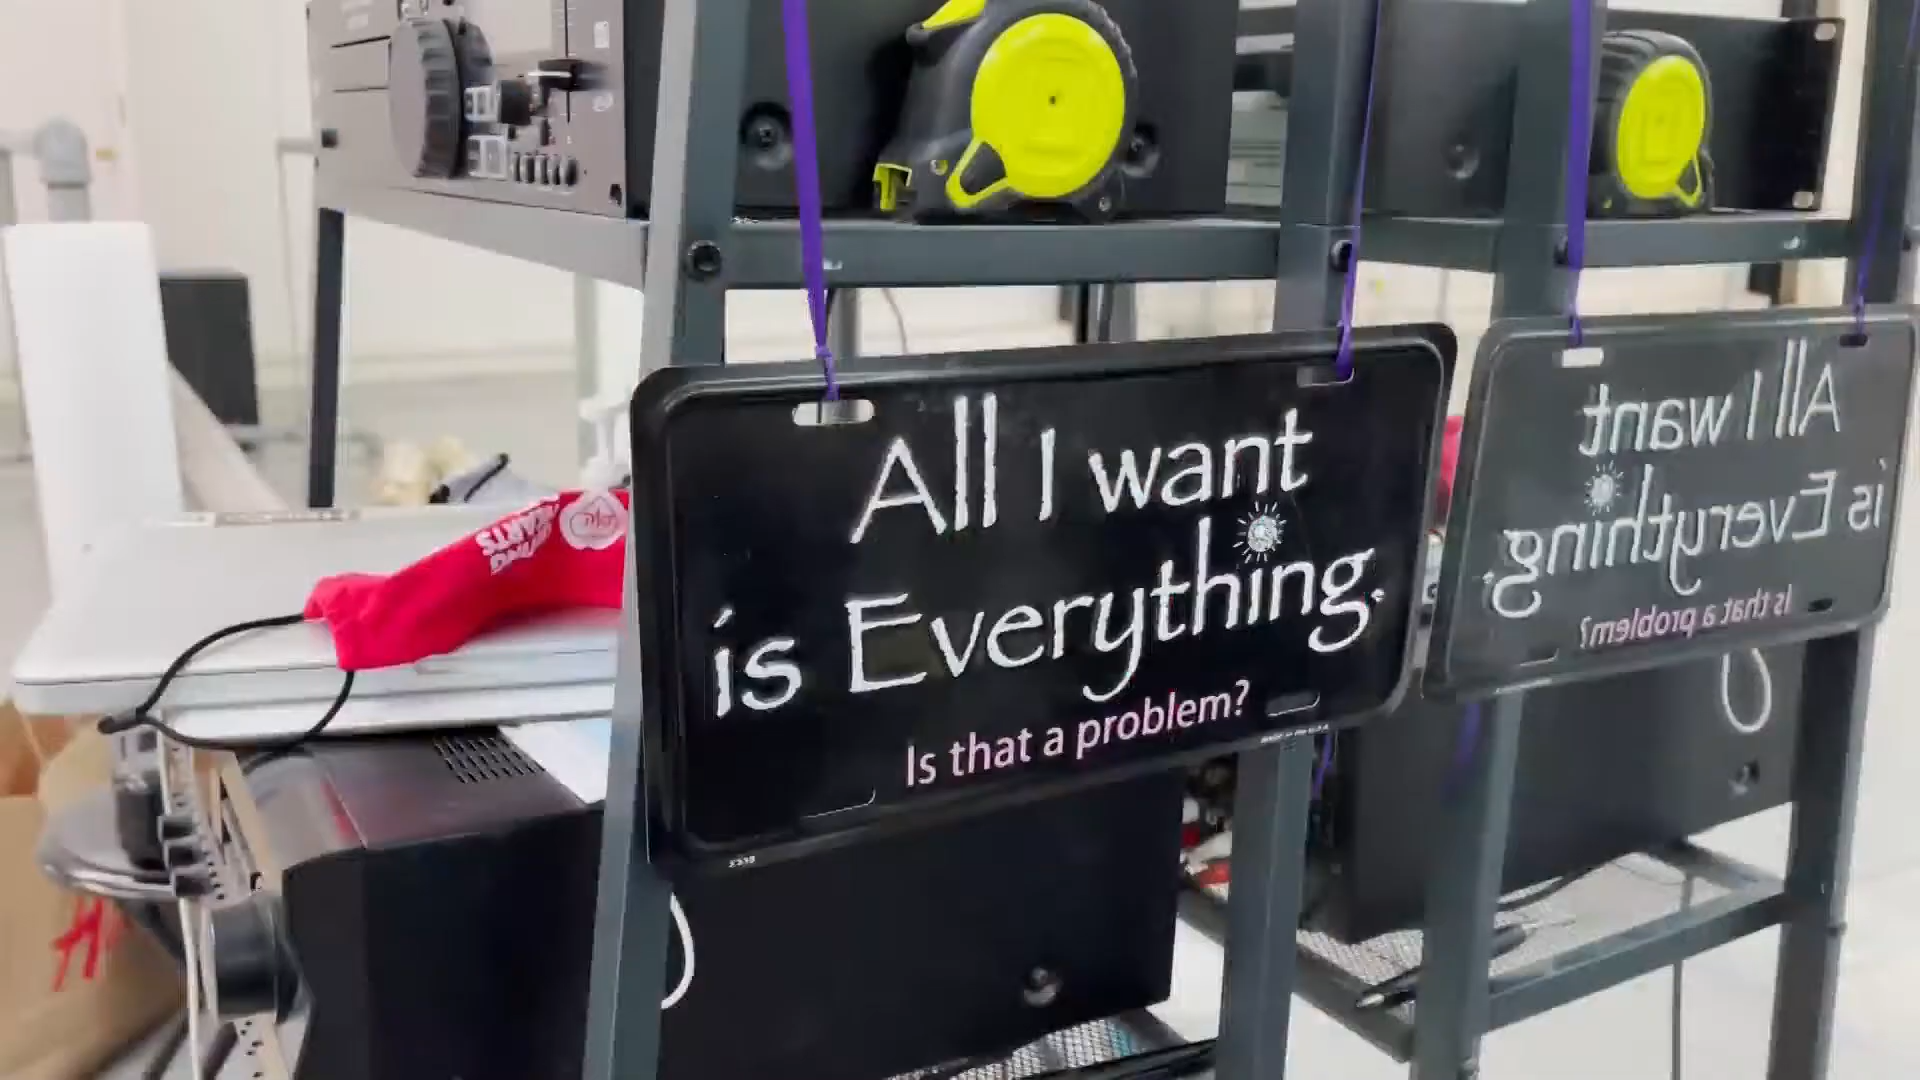 All I want
is Everything.
Is that a problem?
All I want
is Everything.
Is that a problem?